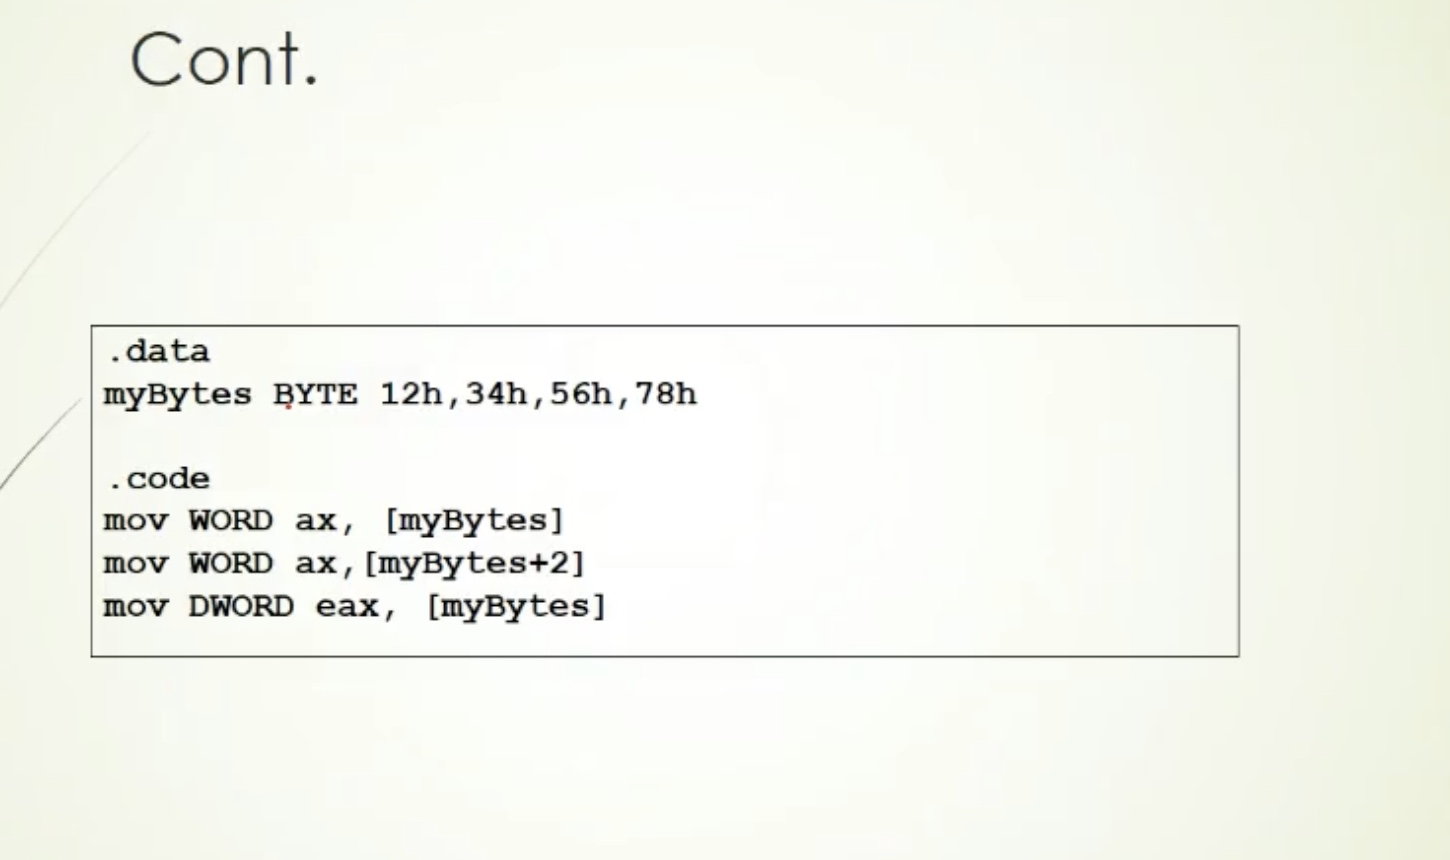 Cont.
.data
myBytes BYTE 12h,34h,56h,78h
.code
mov WORD ax, [myBytes]
mov WORD ax,[myBytes+2]
mov DWORD eax, [myBytes]